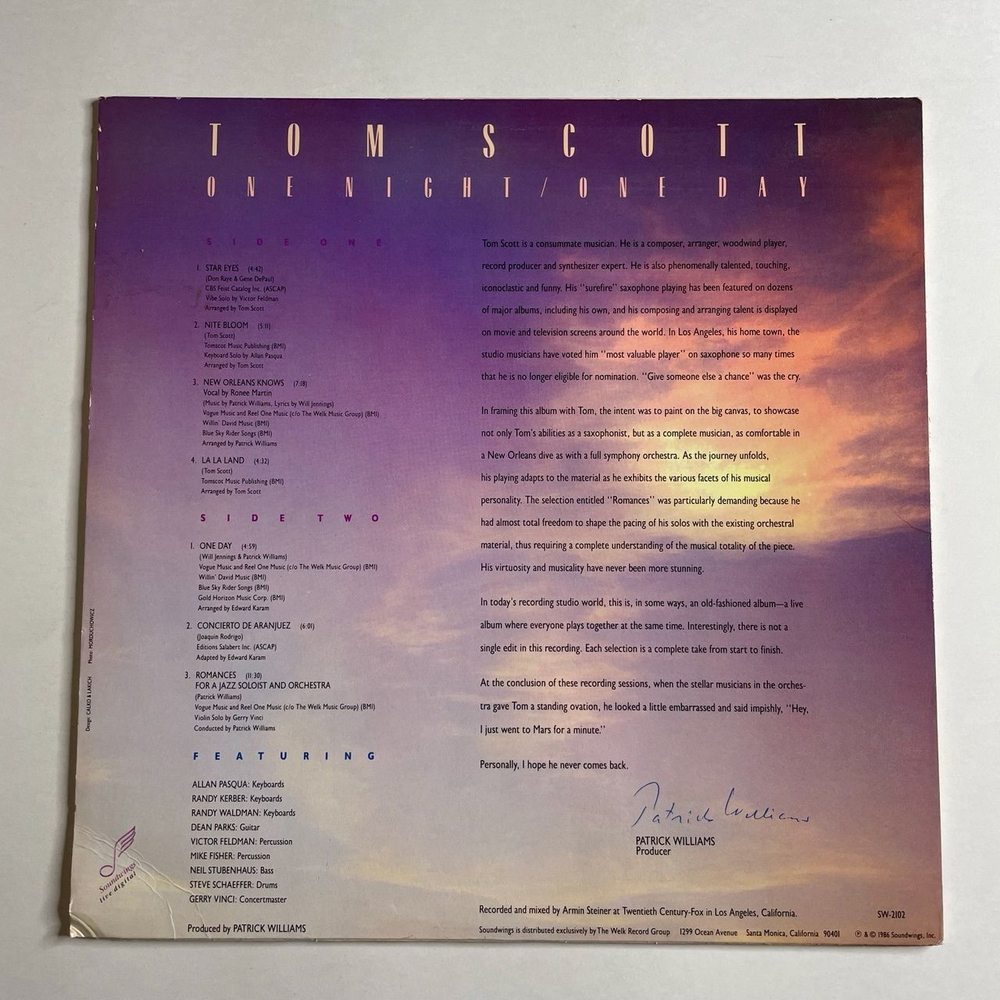 TOM SCOTT
ONE NIGHT/ONE DAY
SIDE ONE
1. STAR EYES (4:42)
(Don Raye & Gene DePaul)
CBS Feist Catalog Inc. (ASCAP)
Vibe Solo by Victor Feldman
Arranged by Tom Scott
2. NITE BLOOM (5:11)
(Tom Scott)
Tomscot Music Publishing (BMI)
Keyboard Solo by Allan Pasqua
Arranged by Tom Scott
3. NEW ORLEANS KNOWS (7:18)
Vocal by Ronee Martin
(Music by Patrick Williams, Lyrics by Will Jennings)
Vogue Music and Reel One Music (c/o The Welk Music Group) (BMI)
Willin' David Music (BMI)
Blue Sky Rider Songs (BMI)
Arranged by Patrick Williams
4. LA LA LAND (4:32)
(Tom Scott)
Tomscot Music Publishing (BMI)
Arranged by Tom Scott
SIDE TWO
1. ONE DAY (4:59)
(Will Jennings & Patrick Williams)
Vogue Music and Reel One Music (c/o The Welk Music Group) (BMI)
Willin' David Music (BMI)
Blue Sky Rider Songs (BMI)
Gold Horizon Music Corp. (BMI)
Arranged by Edward Karam
2. CONCIERTO DE ARANJUEZ (6:01)
(Joaquin Rodrigo)
Editions Salabert Inc. (ASCAP)
Adapted by Edward Karam
3. ROMANCES (11:30)
FOR A JAZZ SOLOIST AND ORCHESTRA
(Patrick Williams)
Vogue Music and Reel One Music (c/o The Welk Music Group) (BMI)
Violin Solo by Gerry Vinci
Conducted by Patrick Williams
FEATURING
ALLAN PASQUA: Keyboards
RANDY KERBER: Keyboards
RANDY WALDMAN: Keyboards
DEAN PARKS: Guitar
VICTOR FELDMAN: Percussion
MIKE FISHER: Percussion
NEIL STUBENHAUS: Bass
STEVE SCHAEFFER: Drums
GERRY VINCI: Concertmaster
Produced by PATRICK WILLIAMS
Tom Scott is a consummate musician. He is a composer, arranger, woodwind player,
record producer and synthesizer expert. He is also phenomenally talented, touching,
iconoclastic and funny. His "surefire" saxophone playing has been featured on dozens
of major albums, including his own, and his composing and arranging talent is displayed
on movie and television screens around the world. In Los Angeles, his home town, the
studio musicians have voted him "most valuable player" on saxophone so many times
that he is no longer eligible for nomination. "Give someone else a chance" was the cry.
In framing this album with Tom, the intent was to paint on the big canvas, to showcase
not only Tom's abilities as a saxophonist, but as a complete musician, as comfortable in
a New Orleans dive as with a full symphony orchestra. As the journey unfolds,
his playing adapts to the material as he exhibits the various facets of his musical
personality. The selection entitled "Romances" was particularly demanding because he
had almost total freedom to shape the pacing of his solos with the existing orchestral
material, thus requiring a complete understanding of the musical totality of the piece.
His virtuosity and musicality have never been more stunning.
In today's recording studio world, this is, in some ways, an old-fashioned album—a live
album where everyone plays together at the same time. Interestingly, there is not a
single edit in this recording. Each selection is a complete take from start to finish.
At the conclusion of these recording sessions, when the stellar musicians in the orches-
tra gave Tom a standing ovation, he looked a little embarrassed and said impishly, "Hey,
I just went to Mars for a minute."
Personally, I hope he never comes back.
Patrick Williams
PATRICK WILLIAMS
Producer
Recorded and mixed by Armin Steiner at Twentieth Century-Fox in Los Angeles, California.
SW-2102
Soundwings is distributed exclusively by The Welk Record Group 1299 Ocean Avenue Santa Monica, California 90401 ℗ & © 1986 Soundwings, Inc.
Design: CALKO & LARICH Photo: MORDUCHOWICZ
Soundwings
live digital